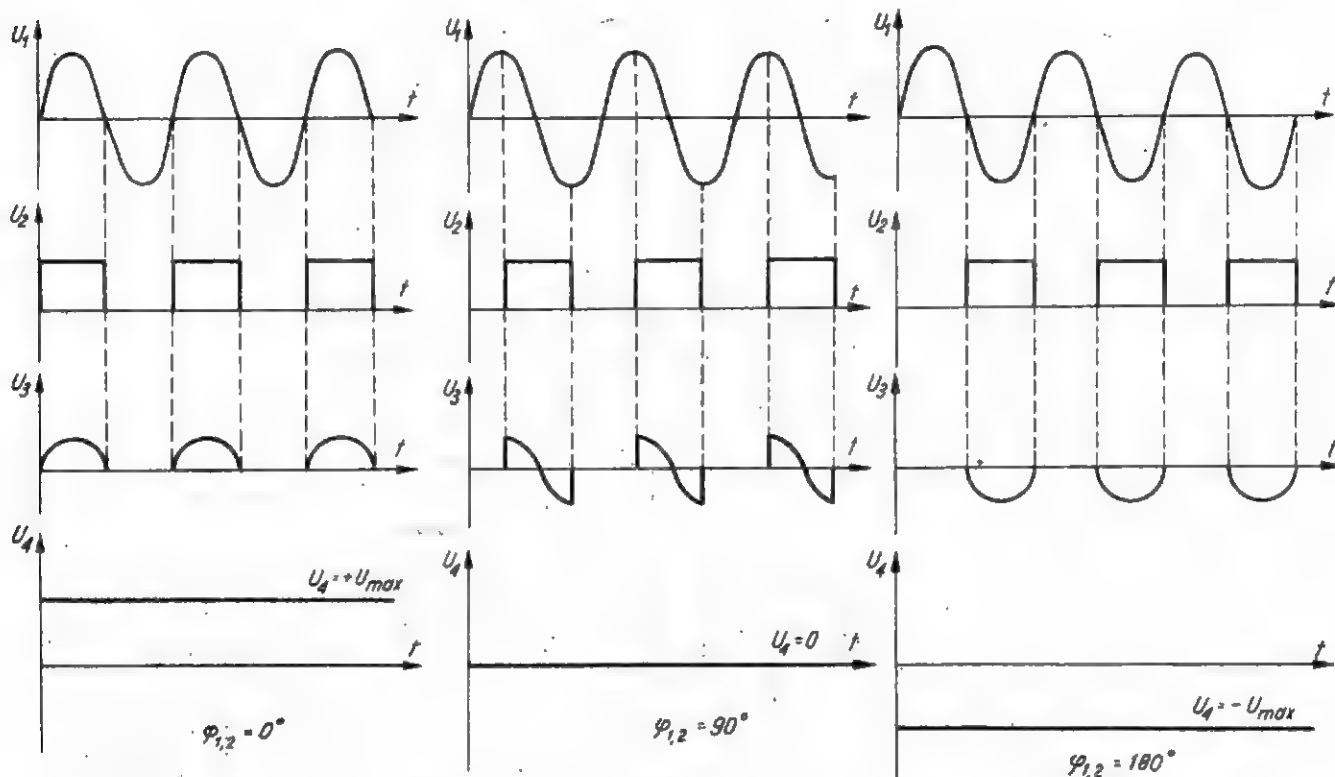 U₁
t
U₂
t
U₃
t
U₄
U₄=+Uₘₐₓ
t
φ₁,₂=0°
U₁
t
U₂
t
U₃
t
U₄
U₄=0
t
φ₁,₂=90°
U₁
t
U₂
t
U₃
t
U₄
t
U₄=-Uₘₐₓ
φ₁,₂=180°